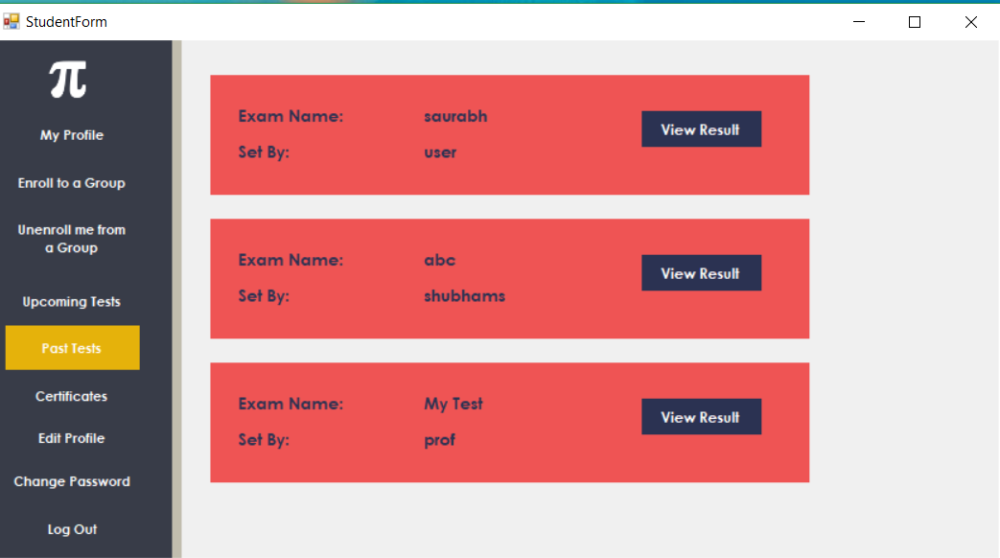 StudentForm
π
My Profile
Enroll to a Group
Unenroll me from
a Group
Upcoming Tests
Past Tests
Certificates
Edit Profile
Change Password
Log Out
Exam Name: saurabh
Set By: user
View Result
Exam Name: abc
Set By: shubhams
View Result
Exam Name: My Test
Set By: prof
View Result